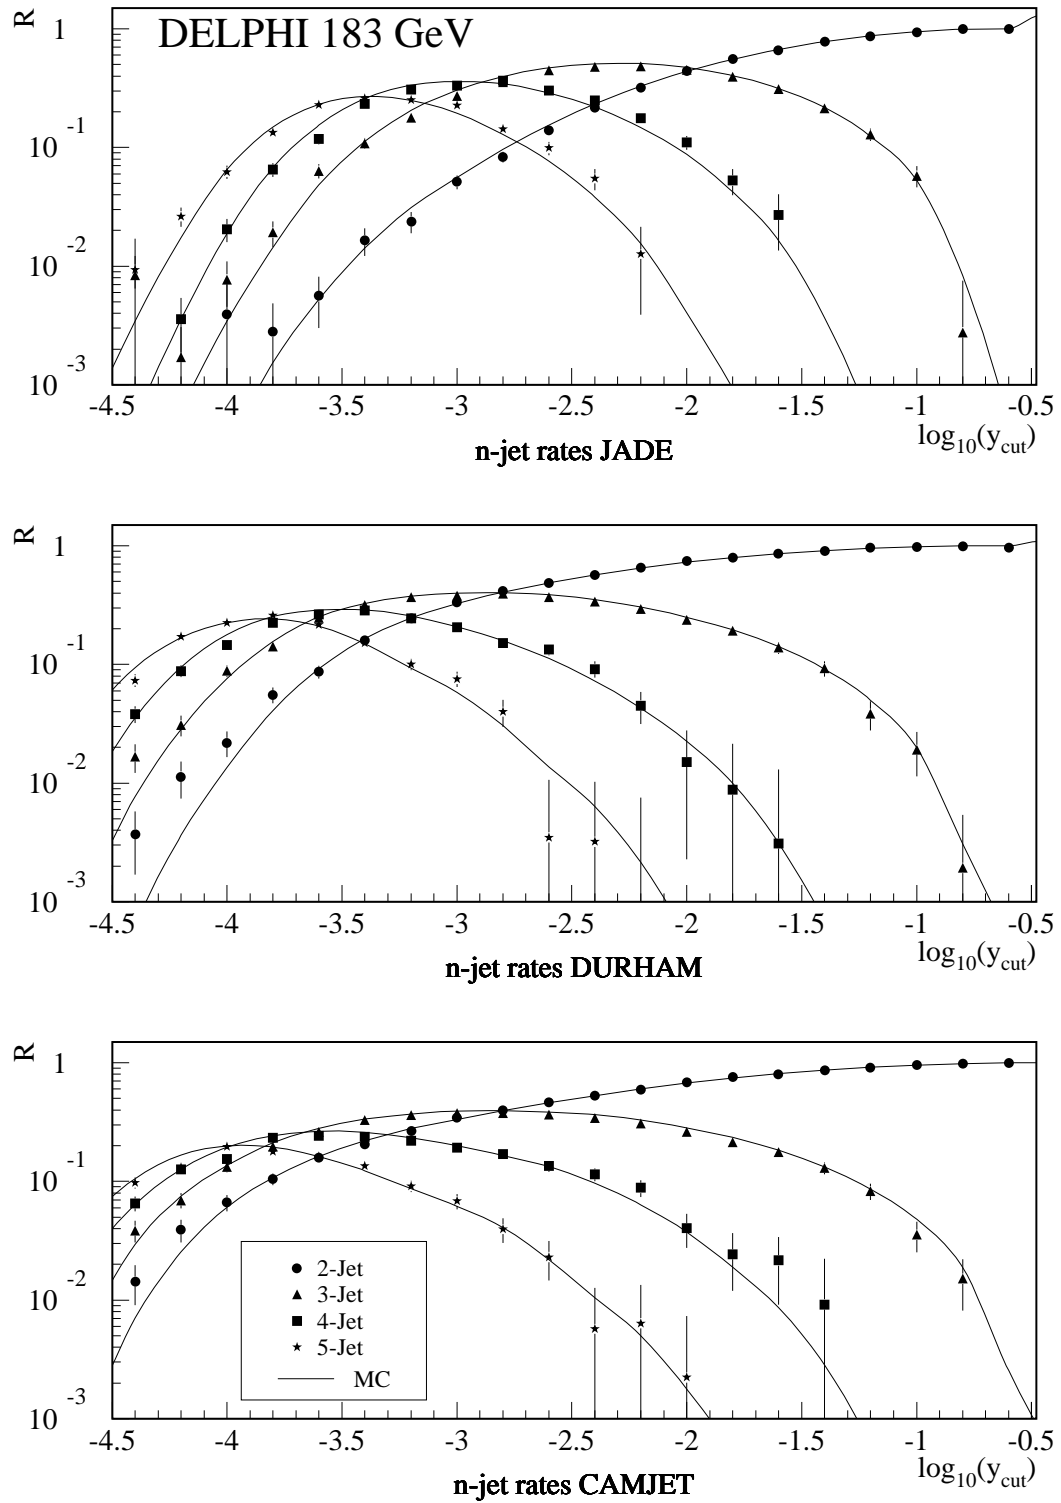 R
DELPHI 183 GeV
1
10^-1
10^-2
10^-3
-4.5 -4 -3.5 -3 -2.5 -2 -1.5 -1 -0.5
log10(ycut)
n-jet rates JADE
R
1
10^-1
10^-2
10^-3
-4.5 -4 -3.5 -3 -2.5 -2 -1.5 -1 -0.5
log10(ycut)
n-jet rates DURHAM
R
1
10^-1
10^-2
10^-3
2-Jet
3-Jet
4-Jet
5-Jet
MC
-4.5 -4 -3.5 -3 -2.5 -2 -1.5 -1 -0.5
log10(ycut)
n-jet rates CAMJET